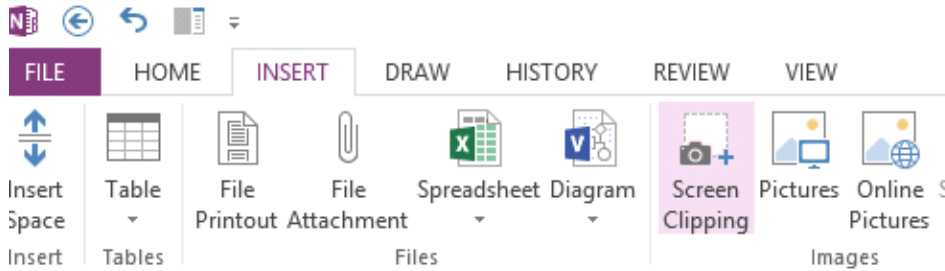 FILE HOME INSERT DRAW HISTORY REVIEW VIEW
Insert Space
Table
File Printout
File Attachment
Spreadsheet
Diagram
Screen Clipping
Pictures
Online Pictures
Insert Tables Files Images